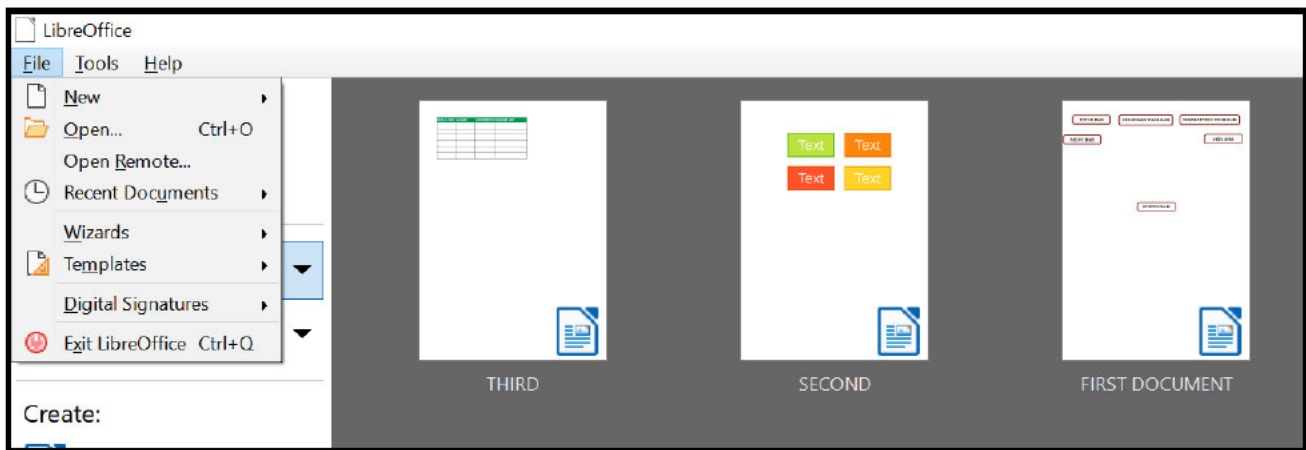 LibreOffice
File Tools Help
New
Open... Ctrl+O
Open Remote...
Recent Documents
Wizards
Templates
Digital Signatures
Exit LibreOffice Ctrl+Q
Create:
Text Text
Text Text
THIRD SECOND FIRST DOCUMENT